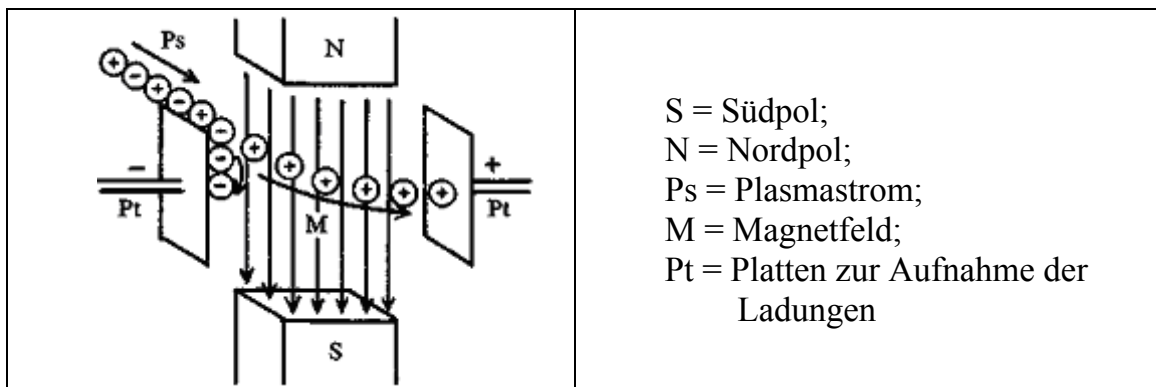 Ps
N
−
Pt
M
+
Pt
S
S = Südpol;
N = Nordpol;
Ps = Plasmastrom;
M = Magnetfeld;
Pt = Platten zur Aufnahme der
Ladungen